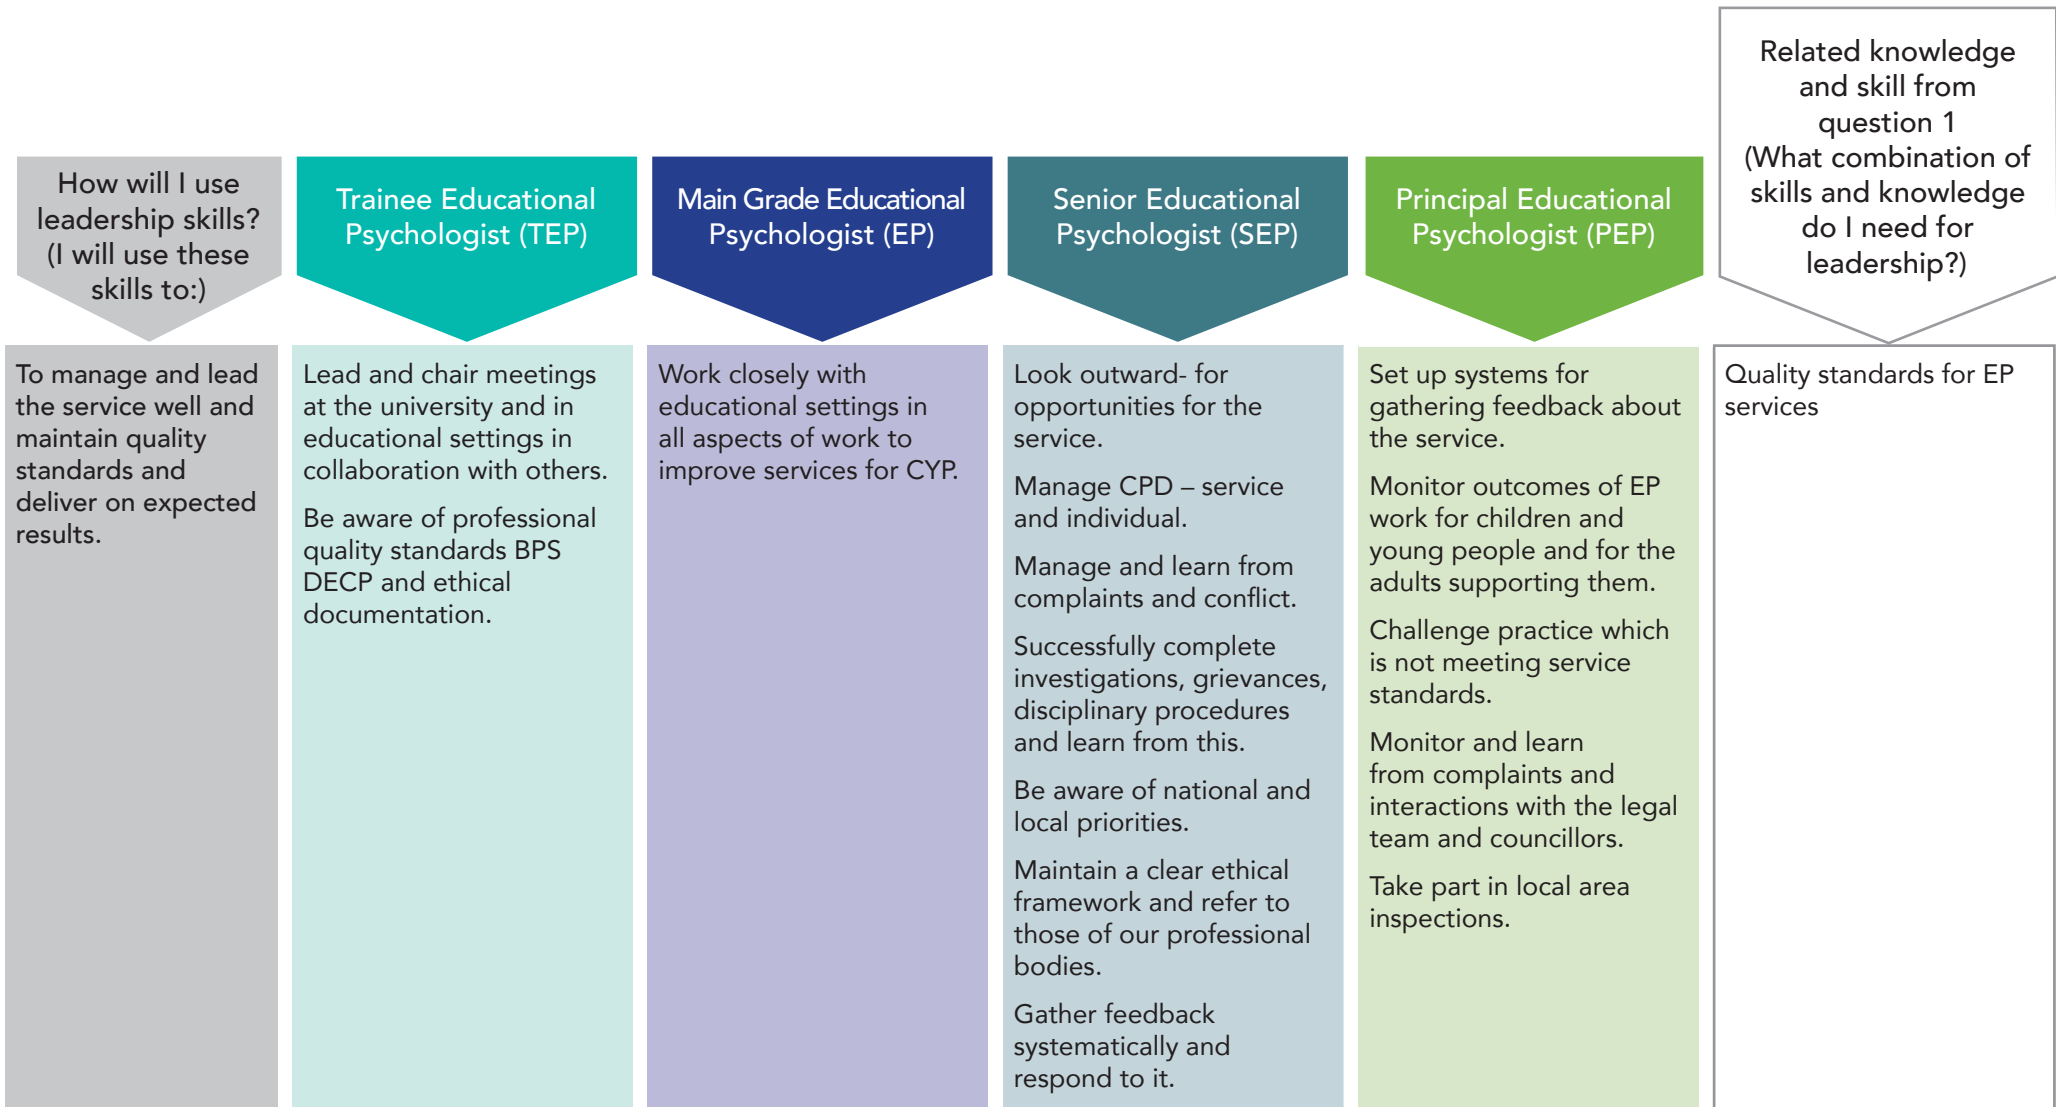 How will I use
leadership skills?
(I will use these
skills to:)
Trainee Educational
Psychologist (TEP)
Main Grade Educational
Psychologist (EP)
Senior Educational
Psychologist (SEP)
Principal Educational
Psychologist (PEP)
Related knowledge
and skill from
question 1
(What combination of
skills and knowledge
do I need for
leadership?)
To manage and lead
the service well and
maintain quality
standards and
deliver on expected
results.
Lead and chair meetings
at the university and in
educational settings in
collaboration with others.
Be aware of professional
quality standards BPS
DECP and ethical
documentation.
Work closely with
educational settings in
all aspects of work to
improve services for CYP.
Look outward- for
opportunities for the
service.
Manage CPD – service
and individual.
Manage and learn from
complaints and conflict.
Successfully complete
investigations, grievances,
disciplinary procedures
and learn from this.
Be aware of national and
local priorities.
Maintain a clear ethical
framework and refer to
those of our professional
bodies.
Gather feedback
systematically and
respond to it.
Set up systems for
gathering feedback about
the service.
Monitor outcomes of EP
work for children and
young people and for the
adults supporting them.
Challenge practice which
is not meeting service
standards.
Monitor and learn
from complaints and
interactions with the legal
team and councillors.
Take part in local area
inspections.
Quality standards for EP
services